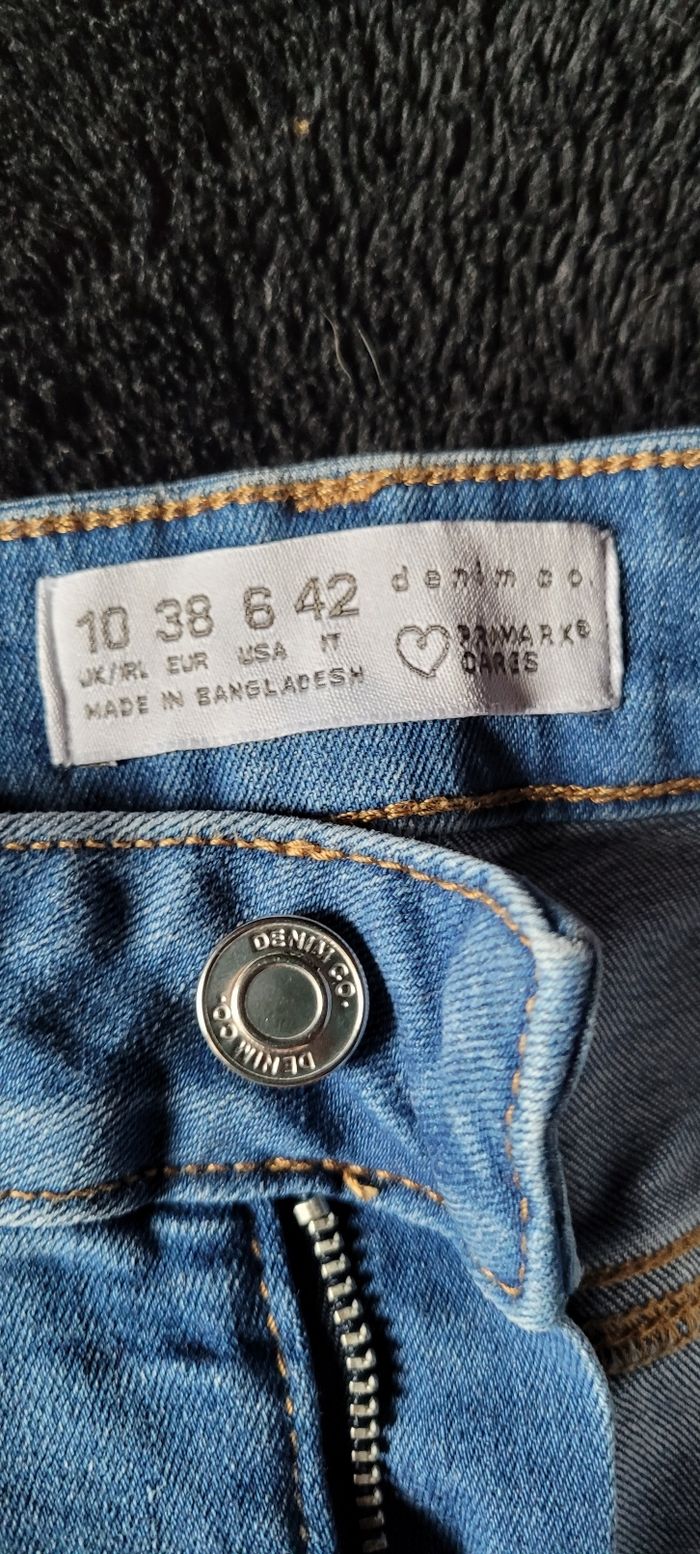 10 38 6 42
UK/IRL EUR USA IT
MADE IN BANGLADESH
denim co.
PRIMARK®
CARES
DENIM CO.
DENIM CO.